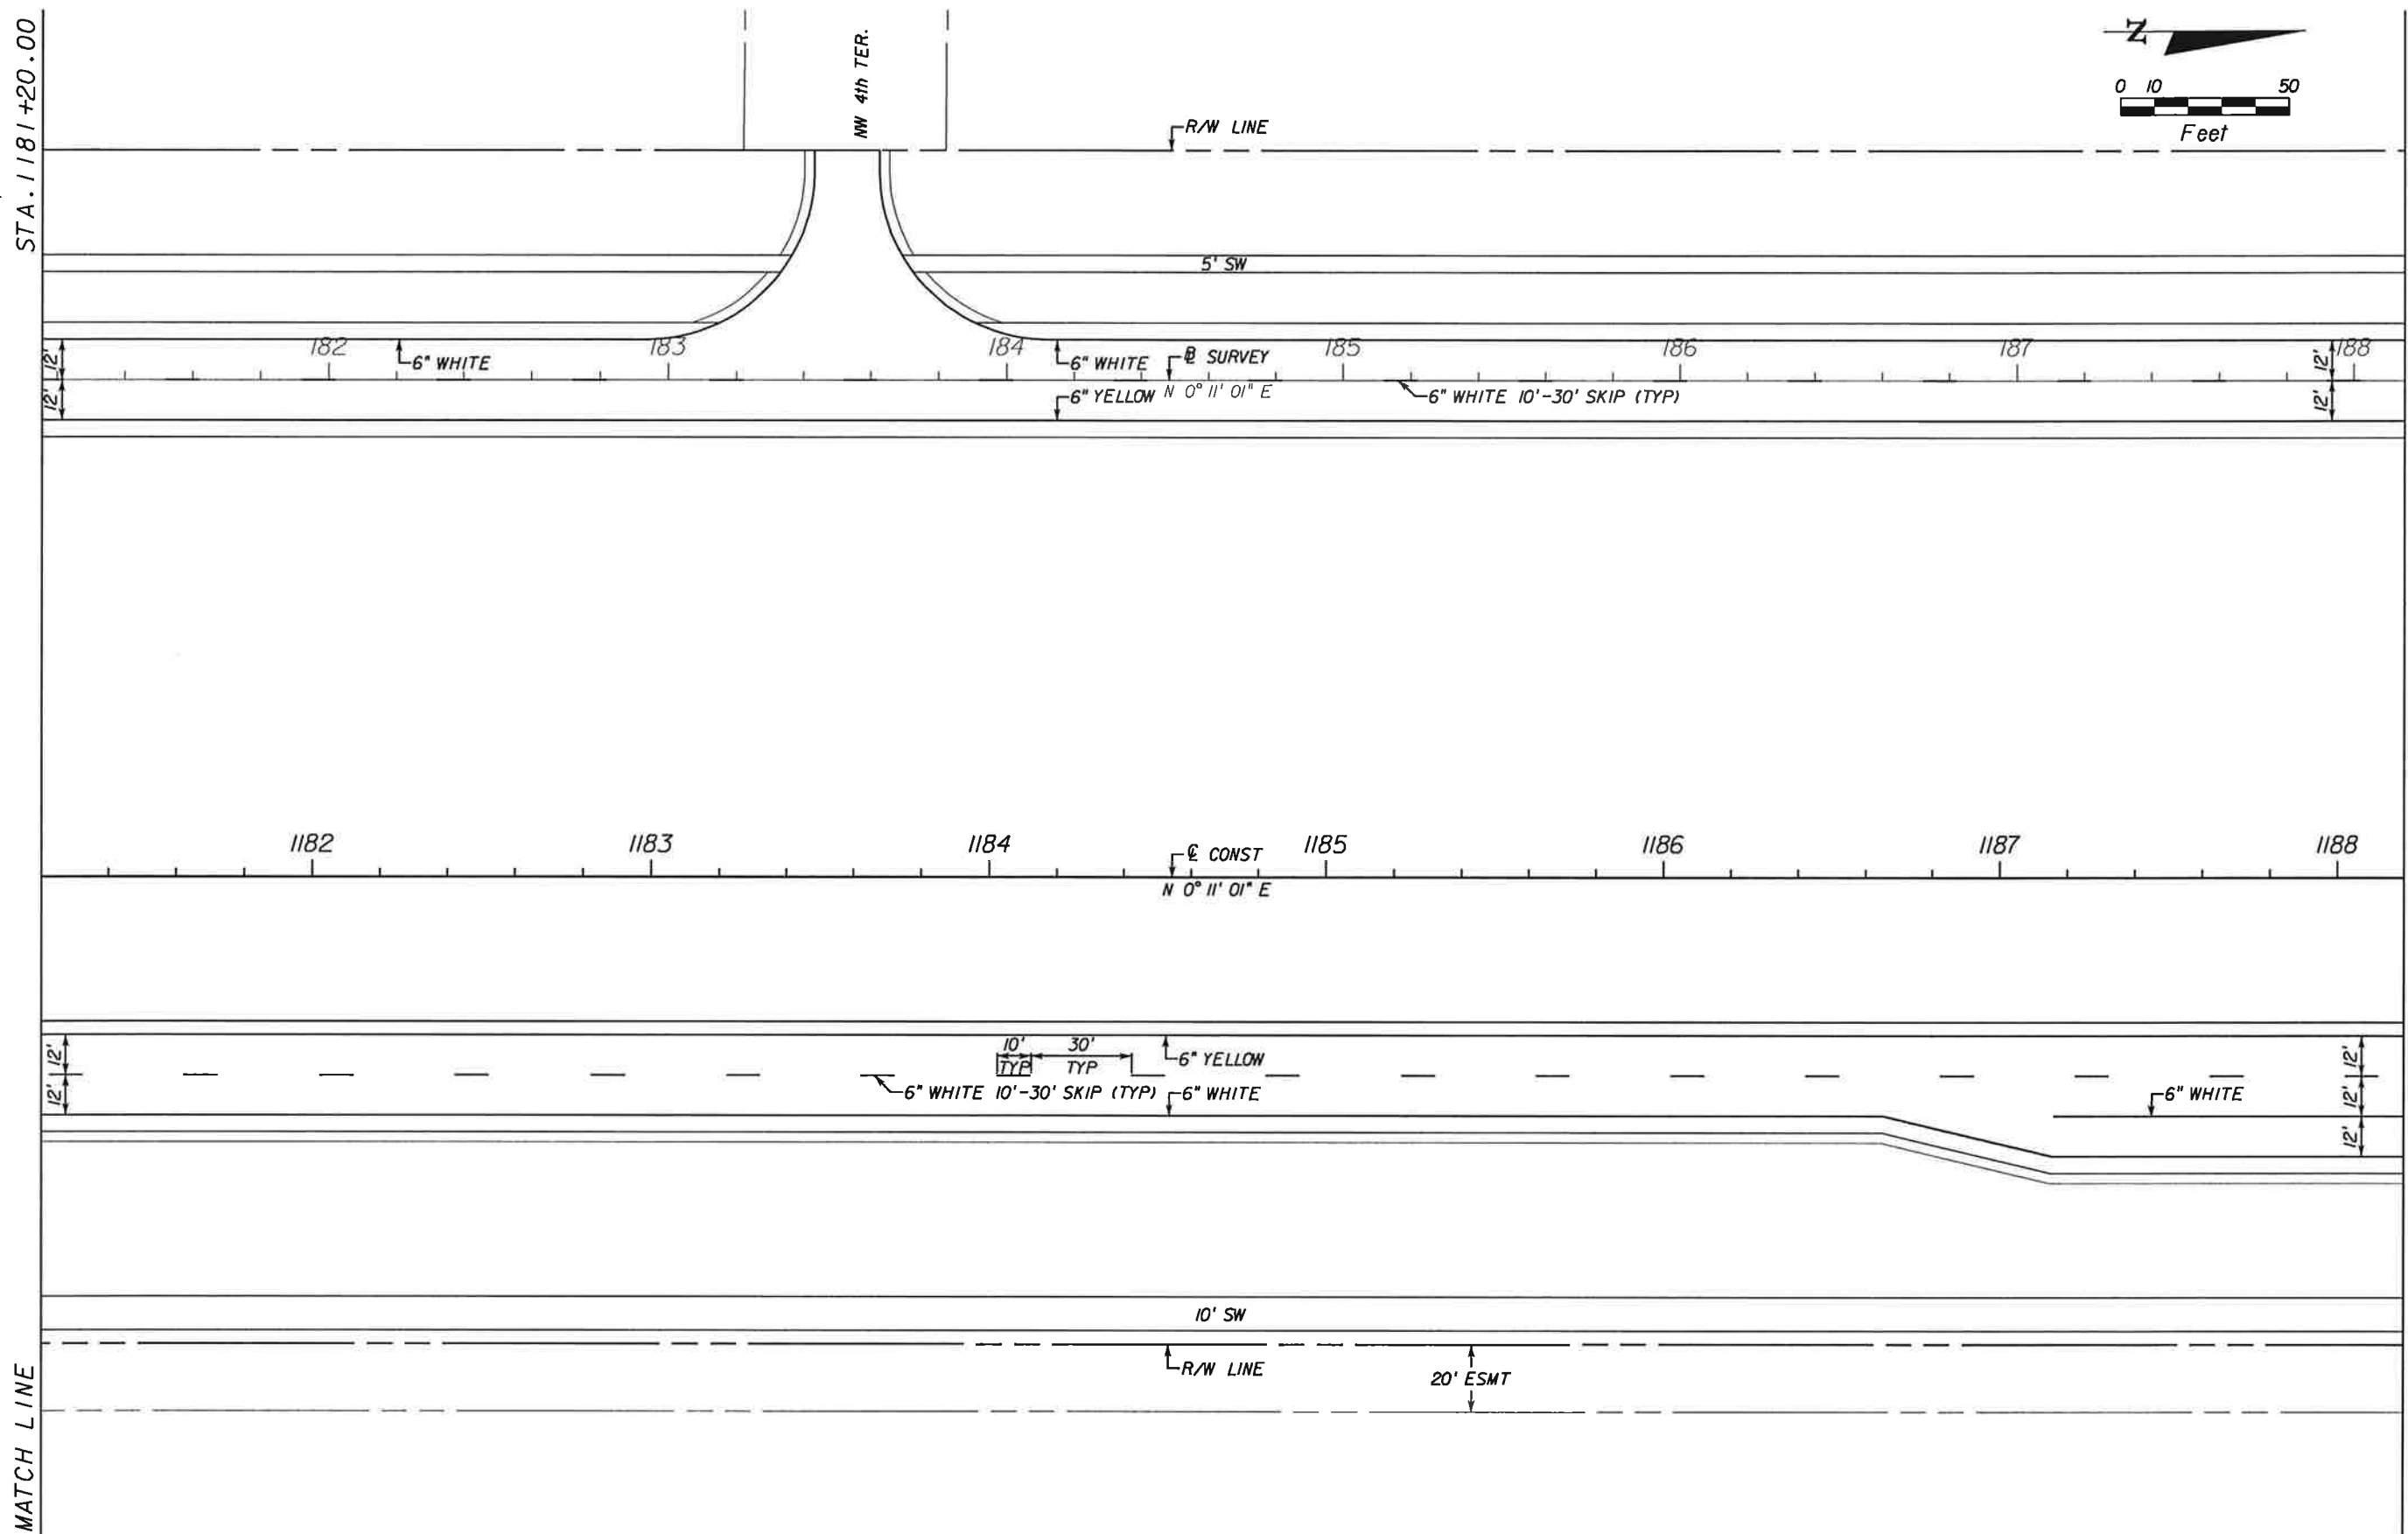 STA. 1181+20.00
NW 4th TER.
N
0 10 50
Feet
R/W LINE
5' SW
182 183 184 185 186 187 188
12'
12'
6" WHITE
6" WHITE
℄ SURVEY
12'
12'
6" YELLOW
N 0° 11' 01" E
6" WHITE 10'-30' SKIP (TYP)
1182 1183 1184 1185 1186 1187 1188
℄ CONST
N 0° 11' 01" E
12'
12'
10'
TYP
30'
TYP
6" YELLOW
6" WHITE 10'-30' SKIP (TYP)
6" WHITE
6" WHITE
12'
12'
12'
10' SW
R/W LINE
20' ESMT
MATCH LINE